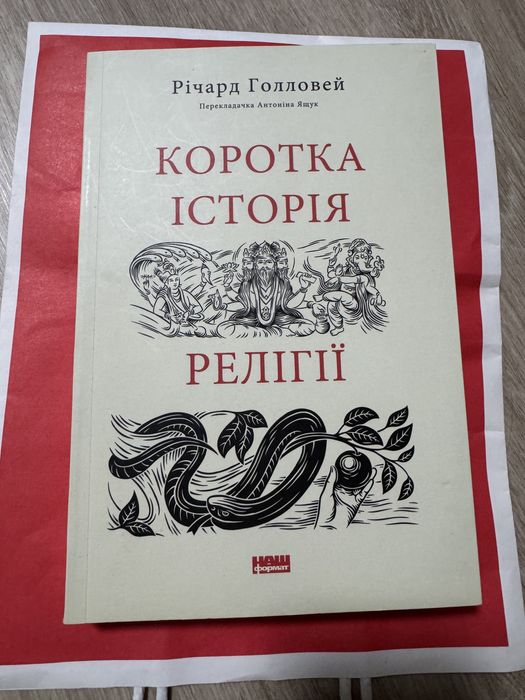 Річард Голловей
Перекладачка Антоніна Ящук
КОРОТКА
ІСТОРІЯ
РЕЛІГІЇ
НАШ
формат